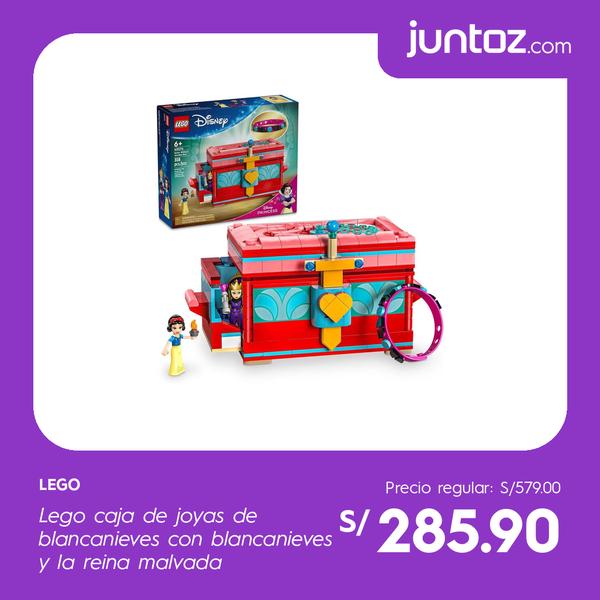 juntoz.com
LEGO
Disney
6+
PRINCESS
LEGO
Lego caja de joyas de
blancanieves con blancanieves
y la reina malvada
Precio regular: S/579.00
S/ 285.90